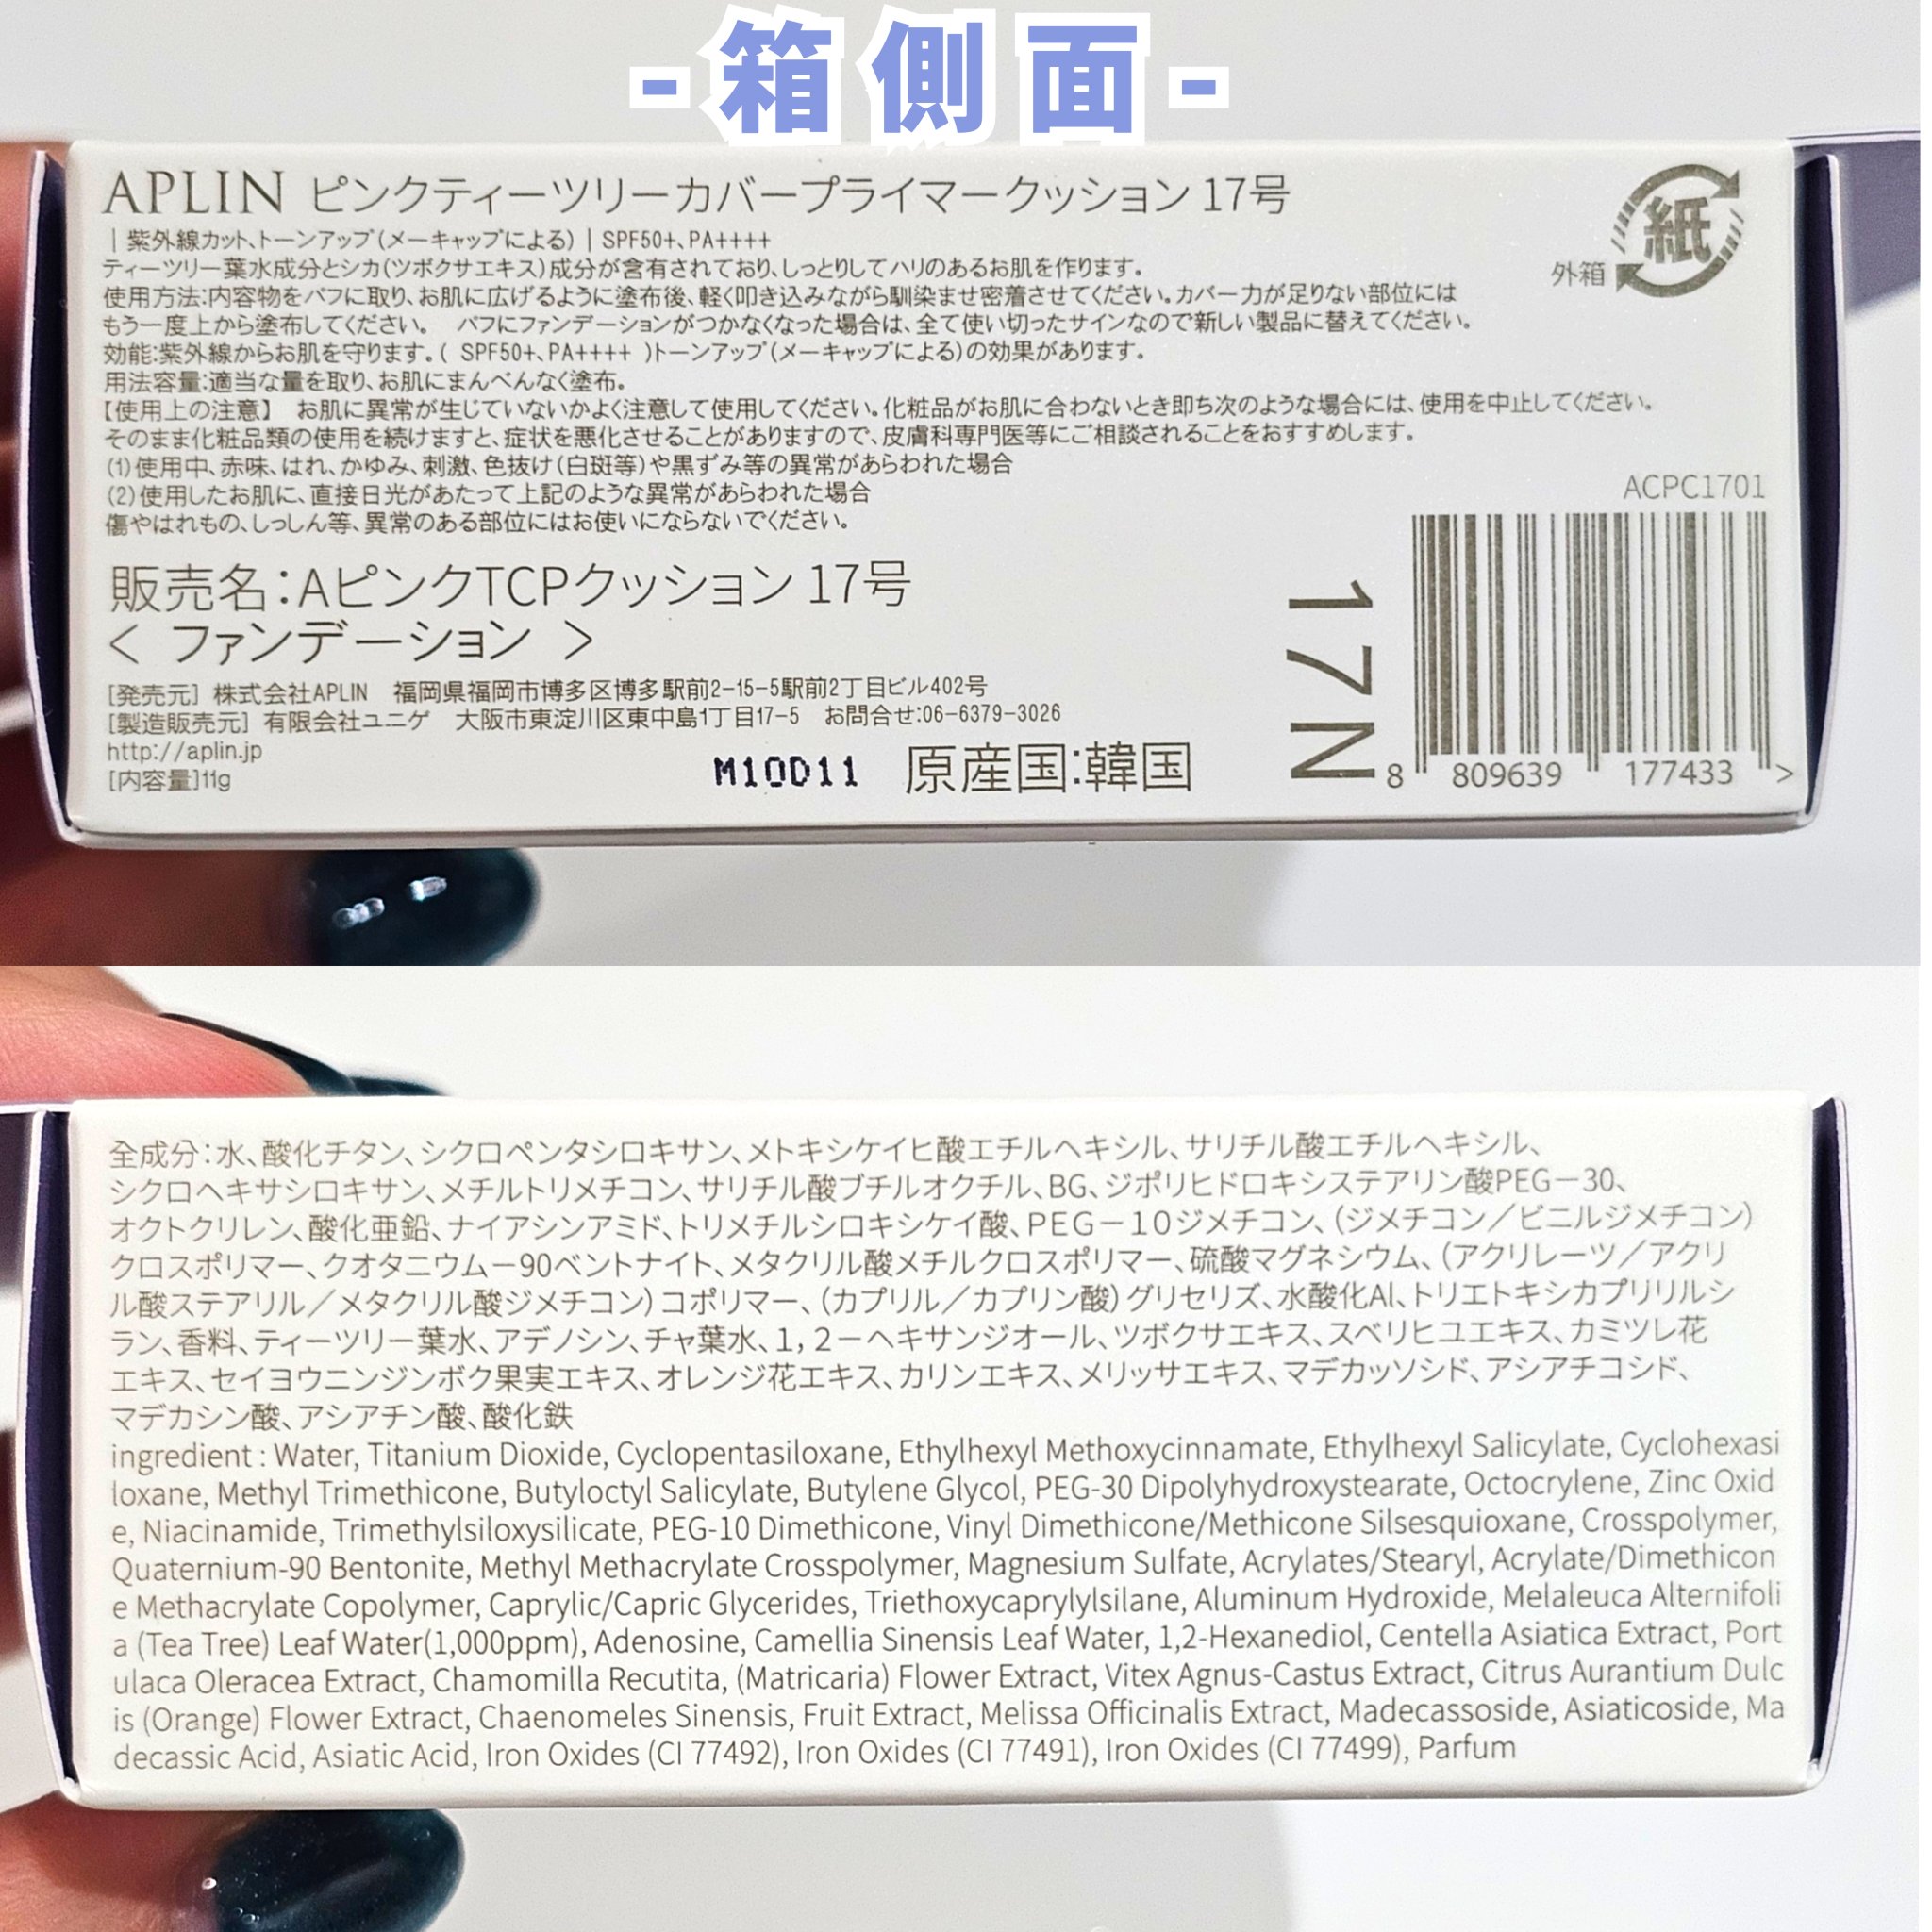 -箱側面-
APLIN ピンクティーツリーカバープライマークッション 17号
| 紫外線カット、トーンアップ(メーキャップによる) | SPF50+、PA++++
ティーツリー葉水成分とシカ(ツボクサエキス)成分が含有されており、しっとりしてハリのあるお肌を作ります。
使用方法:内容物をパフに取り、お肌に広げるように塗布後、軽く叩き込みながら馴染ませ密着させてください。カバー力が足りない部位には
もう一度上から塗布してください。 パフにファンデーションがつかなくなった場合は、全て使い切ったサインなので新しい製品に替えてください。
効能:紫外線からお肌を守ります。( SPF50+、PA++++ )トーンアップ(メーキャップによる)の効果があります。
用法容量:適当な量を取り、お肌にまんべんなく塗布。
【使用上の注意】 お肌に異常が生じていないかよく注意して使用してください。化粧品がお肌に合わないとき即ち次のような場合には、使用を中止してください。
そのまま化粧品類の使用を続けますと、症状を悪化させることがありますので、皮膚科専門医等にご相談されることをおすすめします。
(1)使用中、赤味、はれ、かゆみ、刺激、色抜け(白斑等)や黒ずみ等の異常があらわれた場合
(2)使用したお肌に、直接日光があたって上記のような異常があらわれた場合
傷やはれもの、しっしん等、異常のある部位にはお使いにならないでください。
販売名:AピンクTCPクッション 17号
< ファンデーション >
[発売元] 株式会社APLIN 福岡県福岡市博多区博多駅前2-15-5駅前2丁目ビル402号
[製造販売元] 有限会社ユニゲ 大阪市東淀川区東中島1丁目17-5 お問合せ:06-6379-3026
http://aplin.jp
[内容量]11g
M10D11 原産国:韓国
外箱 紙
ACPC1701
17N
8 809639 177433 >
全成分:水、酸化チタン、シクロペンタシロキサン、メトキシケイヒ酸エチルヘキシル、サリチル酸エチルヘキシル、
シクロヘキサシロキサン、メチルトリメチコン、サリチル酸ブチルオクチル、BG、ジポリヒドロキシステアリン酸PEG－30、
オクトクリレン、酸化亜鉛、ナイアシンアミド、トリメチルシロキシケイ酸、PEG－10ジメチコン、(ジメチコン／ビニルジメチコン)
クロスポリマー、クオタニウム－90ベントナイト、メタクリル酸メチルクロスポリマー、硫酸マグネシウム、(アクリレーツ／アクリ
ル酸ステアリル／メタクリル酸ジメチコン)コポリマー、(カプリル／カプリン酸)グリセリズ、水酸化Al、トリエトキシカプリリルシ
ラン、香料、ティーツリー葉水、アデノシン、チャ葉水、1,2－ヘキサンジオール、ツボクサエキス、スベリヒユエキス、カミツレ花
エキス、セイヨウニンジンボク果実エキス、オレンジ花エキス、カリンエキス、メリッサエキス、マデカッソシド、アシアチコシド、
マデカシン酸、アシアチン酸、酸化鉄
ingredient : Water, Titanium Dioxide, Cyclopentasiloxane, Ethylhexyl Methoxycinnamate, Ethylhexyl Salicylate, Cyclohexasi
loxane, Methyl Trimethicone, Butyloctyl Salicylate, Butylene Glycol, PEG-30 Dipolyhydroxystearate, Octocrylene, Zinc Oxid
e, Niacinamide, Trimethylsiloxysilicate, PEG-10 Dimethicone, Vinyl Dimethicone/Methicone Silsesquioxane, Crosspolymer,
Quaternium-90 Bentonite, Methyl Methacrylate Crosspolymer, Magnesium Sulfate, Acrylates/Stearyl, Acrylate/Dimethicon
e Methacrylate Copolymer, Caprylic/Capric Glycerides, Triethoxycaprylylsilane, Aluminum Hydroxide, Melaleuca Alternifoli
a (Tea Tree) Leaf Water(1,000ppm), Adenosine, Camellia Sinensis Leaf Water, 1,2-Hexanediol, Centella Asiatica Extract, Port
ulaca Oleracea Extract, Chamomilla Recutita, (Matricaria) Flower Extract, Vitex Agnus-Castus Extract, Citrus Aurantium Dulc
is (Orange) Flower Extract, Chaenomeles Sinensis, Fruit Extract, Melissa Officinalis Extract, Madecassoside, Asiaticoside, Ma
decassic Acid, Asiatic Acid, Iron Oxides (CI 77492), Iron Oxides (CI 77491), Iron Oxides (CI 77499), Parfum